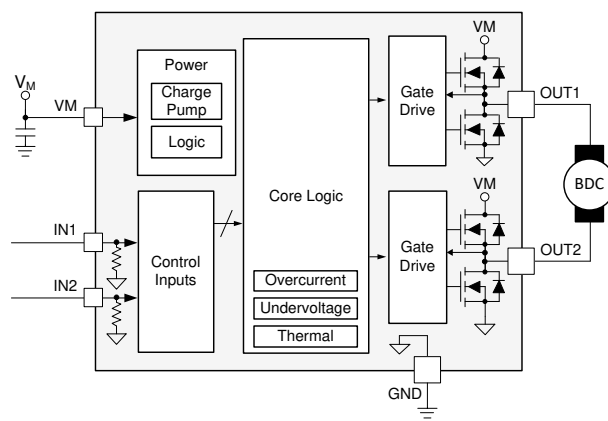 VM
Power
Gate
Drive
VM
VM
Charge
Pump
OUT1
Logic
BDC
Core Logic
VM
IN1
Control
Inputs
Gate
Drive
OUT2
IN2
Overcurrent
Undervoltage
Thermal
GND